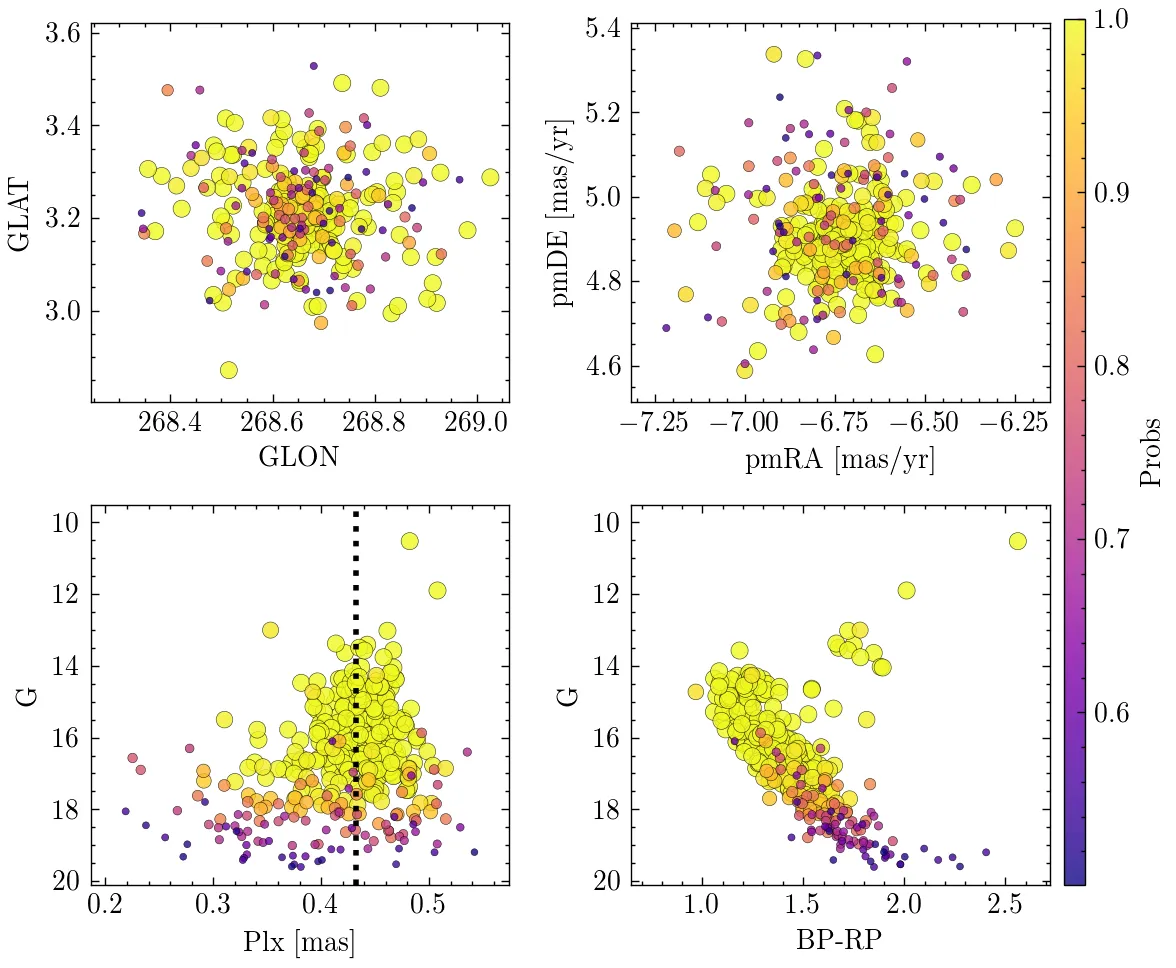 3.6
3.4
3.2
3.0
GLAT
268.4 268.6 268.8 269.0
GLON
5.4
5.2
5.0
4.8
4.6
pmDE [mas/yr]
−7.25 −7.00 −6.75 −6.50 −6.25
pmRA [mas/yr]
1.0
0.9
0.8
0.7
0.6
Probs
10
12
14
16
18
20
G
0.2 0.3 0.4 0.5
Plx [mas]
10
12
14
16
18
20
G
1.0 1.5 2.0 2.5
BP-RP